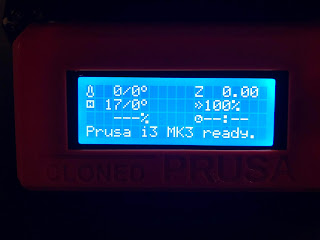 0/0° Z 0.00
17/0° 100%
---% --:--
Prusa i3 MK3 ready.
CLONED PRUSA